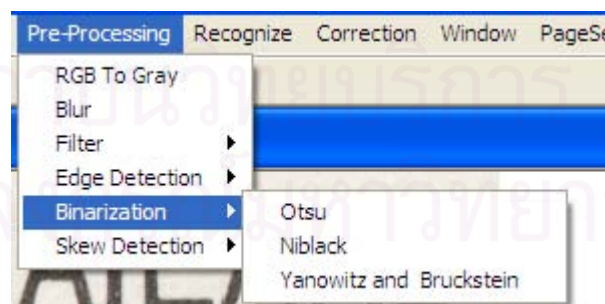 Pre-Processing Recognize Correction Window
RGB To Gray
Blur
Filter
Edge Detection
Binarization
Skew Detection
Otsu
Niblack
Yanowitz and Bruckstein